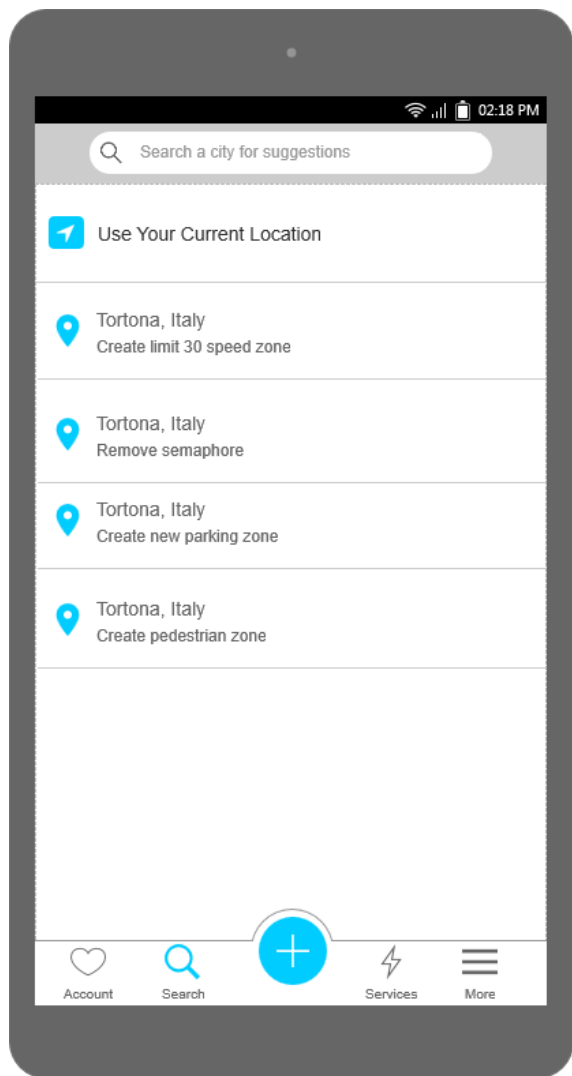 02:18 PM
Search a city for suggestions
Use Your Current Location
Tortona, Italy
Create limit 30 speed zone
Tortona, Italy
Remove semaphore
Tortona, Italy
Create new parking zone
Tortona, Italy
Create pedestrian zone
Account Search Services More